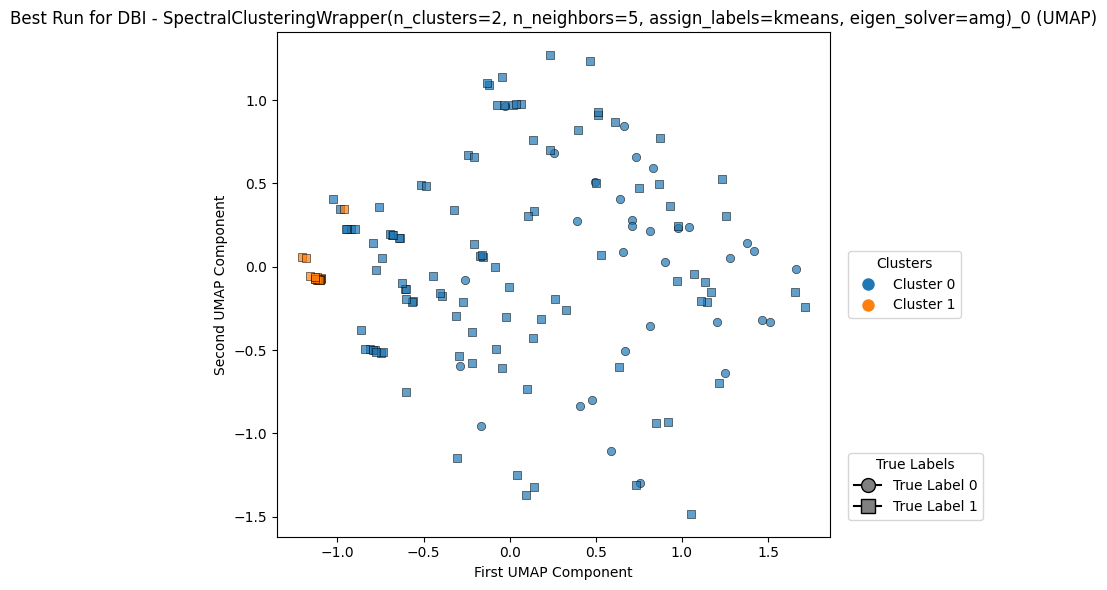 Best Run for DBI - SpectralClusteringWrapper(n_clusters=2, n_neighbors=5, assign_labels=kmeans, eigen_solver=amg)_0 (UMAP)
Second UMAP Component
1.0
0.5
0.0
−0.5
−1.0
−1.5
−1.0
−0.5
0.0
0.5
1.0
1.5
First UMAP Component
Clusters
Cluster 0
Cluster 1
True Labels
True Label 0
True Label 1